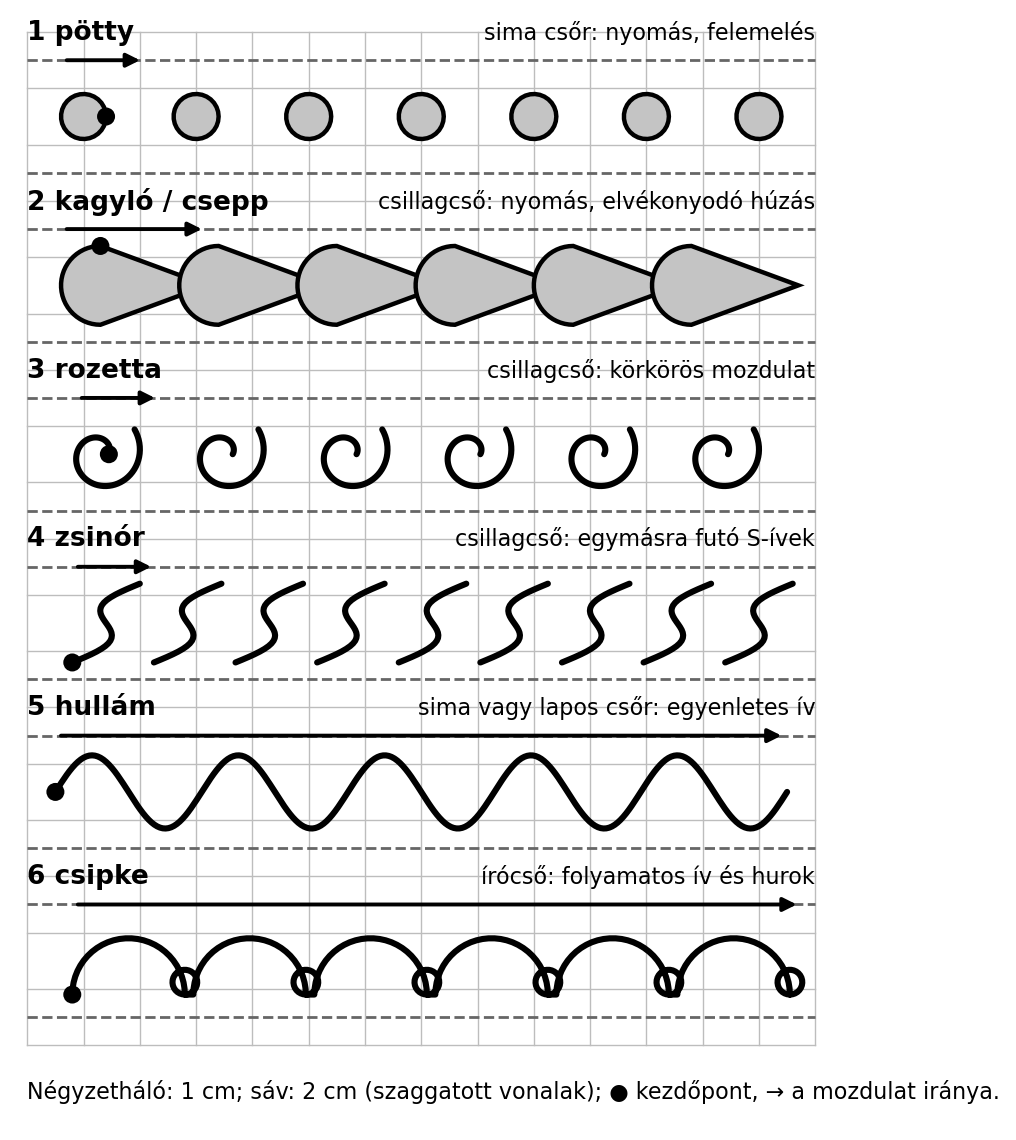 1 pötty
sima csőr: nyomás, felemelés
2 kagyló / csepp
csillagcső: nyomás, elvékonyodó húzás
3 rozetta
csillagcső: körkörös mozdulat
4 zsinór
csillagcső: egymásra futó S-ívek
5 hullám
sima vagy lapos csőr: egyenletes ív
6 csipke
írócső: folyamatos ív és hurok
Négyzetháló: 1 cm; sáv: 2 cm (szaggatott vonalak); ● kezdőpont, → a mozdulat iránya.